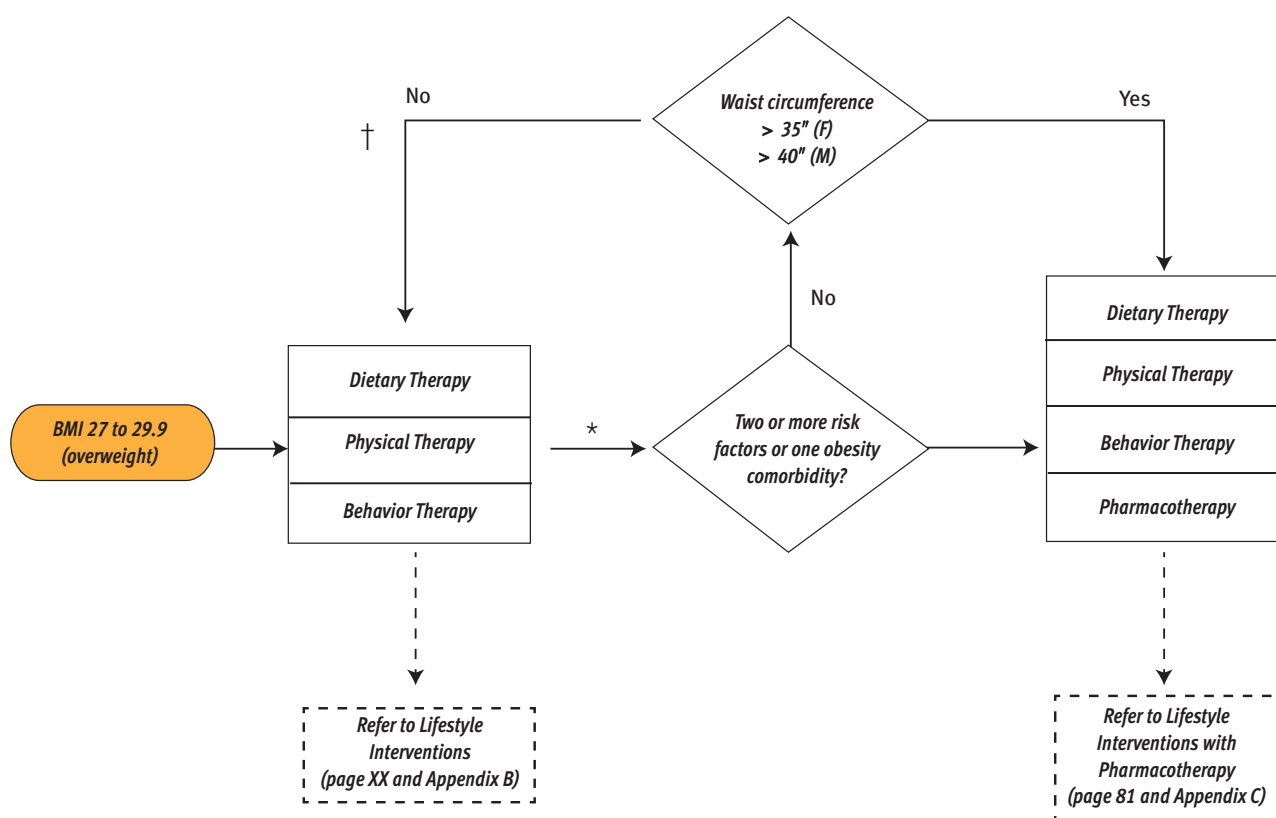 No
†
Waist circumference
> 35" (F)
> 40" (M)
Yes
No
BMI 27 to 29.9
(overweight)
Dietary Therapy
Physical Therapy
Behavior Therapy
*
Two or more risk
factors or one obesity
comorbidity?
Dietary Therapy
Physical Therapy
Behavior Therapy
Pharmacotherapy
Refer to Lifestyle
Interventions
(page XX and Appendix B)
Refer to Lifestyle
Interventions with
Pharmacotherapy
(page 81 and Appendix C)